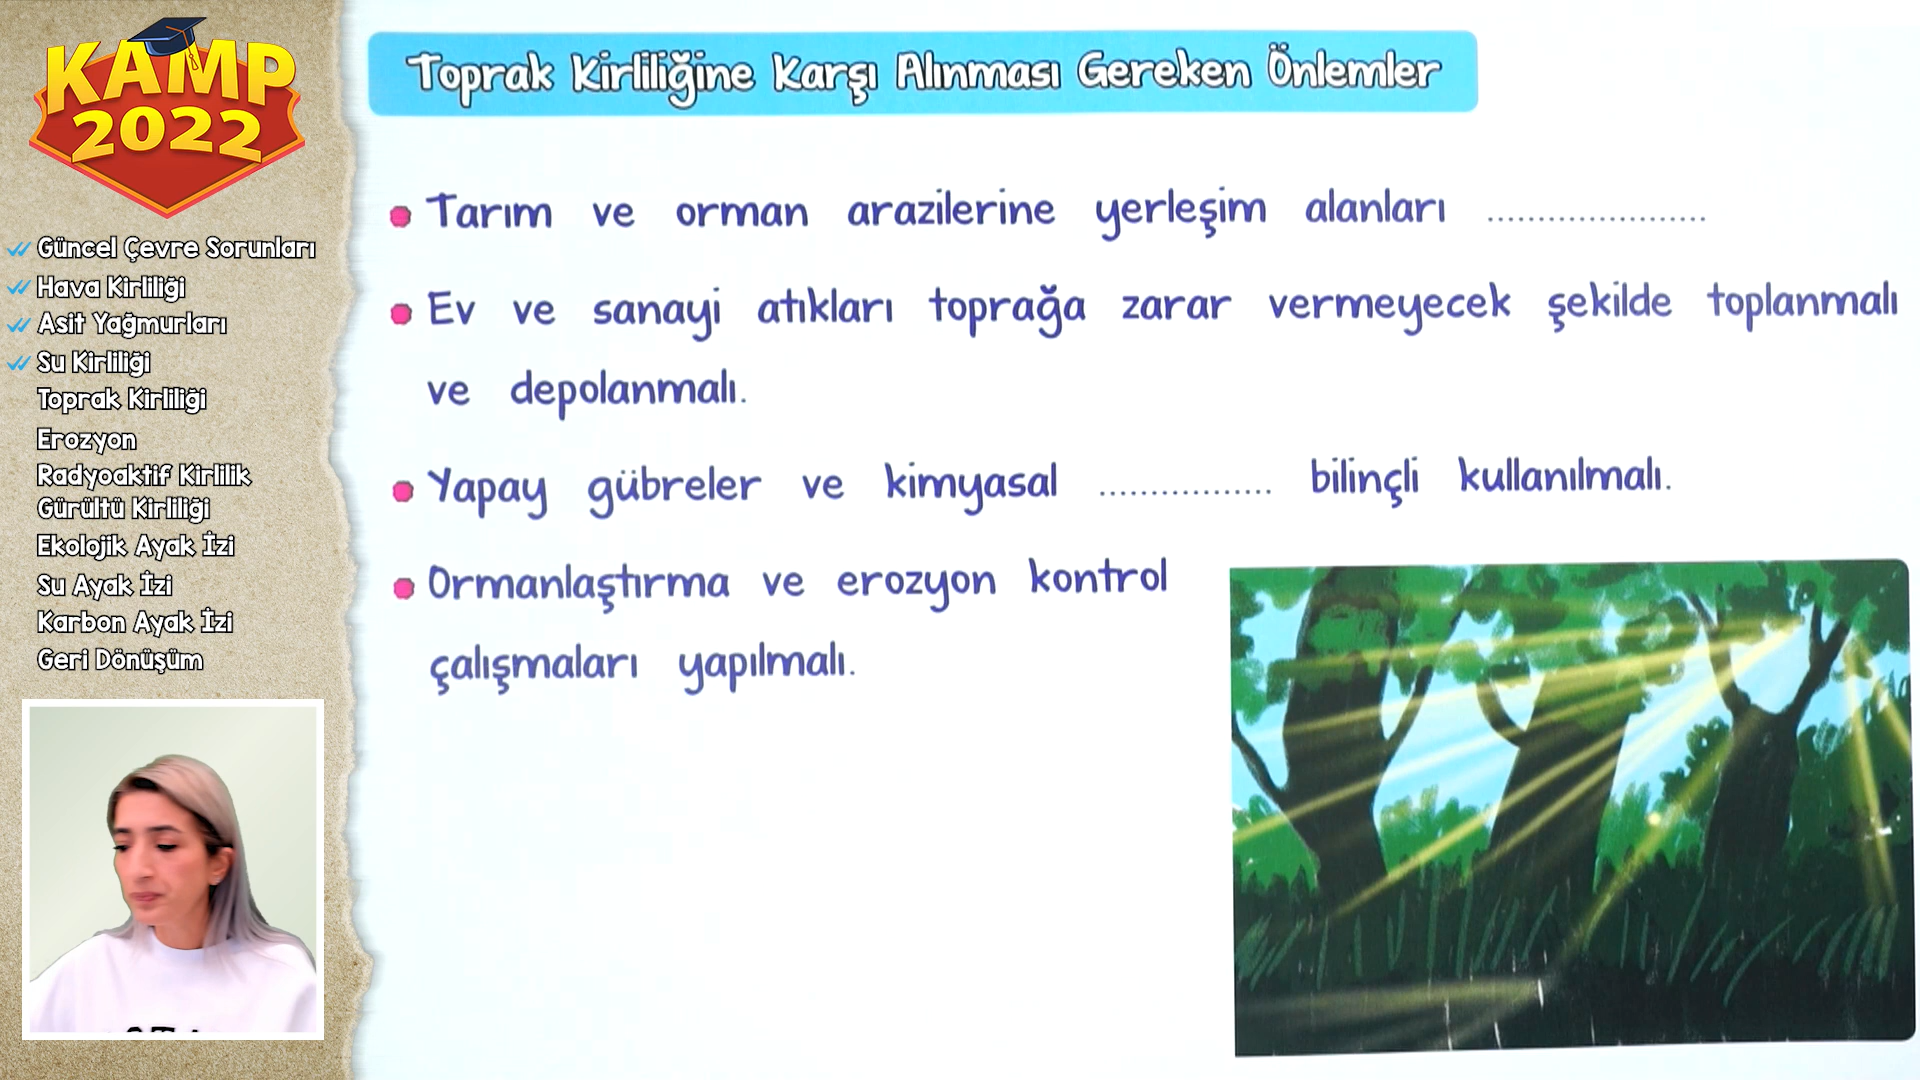 KAMP
2022
Güncel Çevre Sorunları
Hava Kirliliği
Asit Yağmurları
Su Kirliliği
Toprak Kirliliği
Erozyon
Radyoaktif Kirlilik
Gürültü Kirliliği
Ekolojik Ayak İzi
Su Ayak İzi
Karbon Ayak İzi
Geri Dönüşüm
Toprak Kirliliğine Karşı Alınması Gereken Önlemler
Tarım ve orman arazilerine yerleşim alanları ......................
Ev ve sanayi atıkları toprağa zarar vermeyecek şekilde toplanmalı
ve depolanmalı.
Yapay gübreler ve kimyasal ................. bilinçli kullanılmalı.
Ormanlaştırma ve erozyon kontrol
çalışmaları yapılmalı.